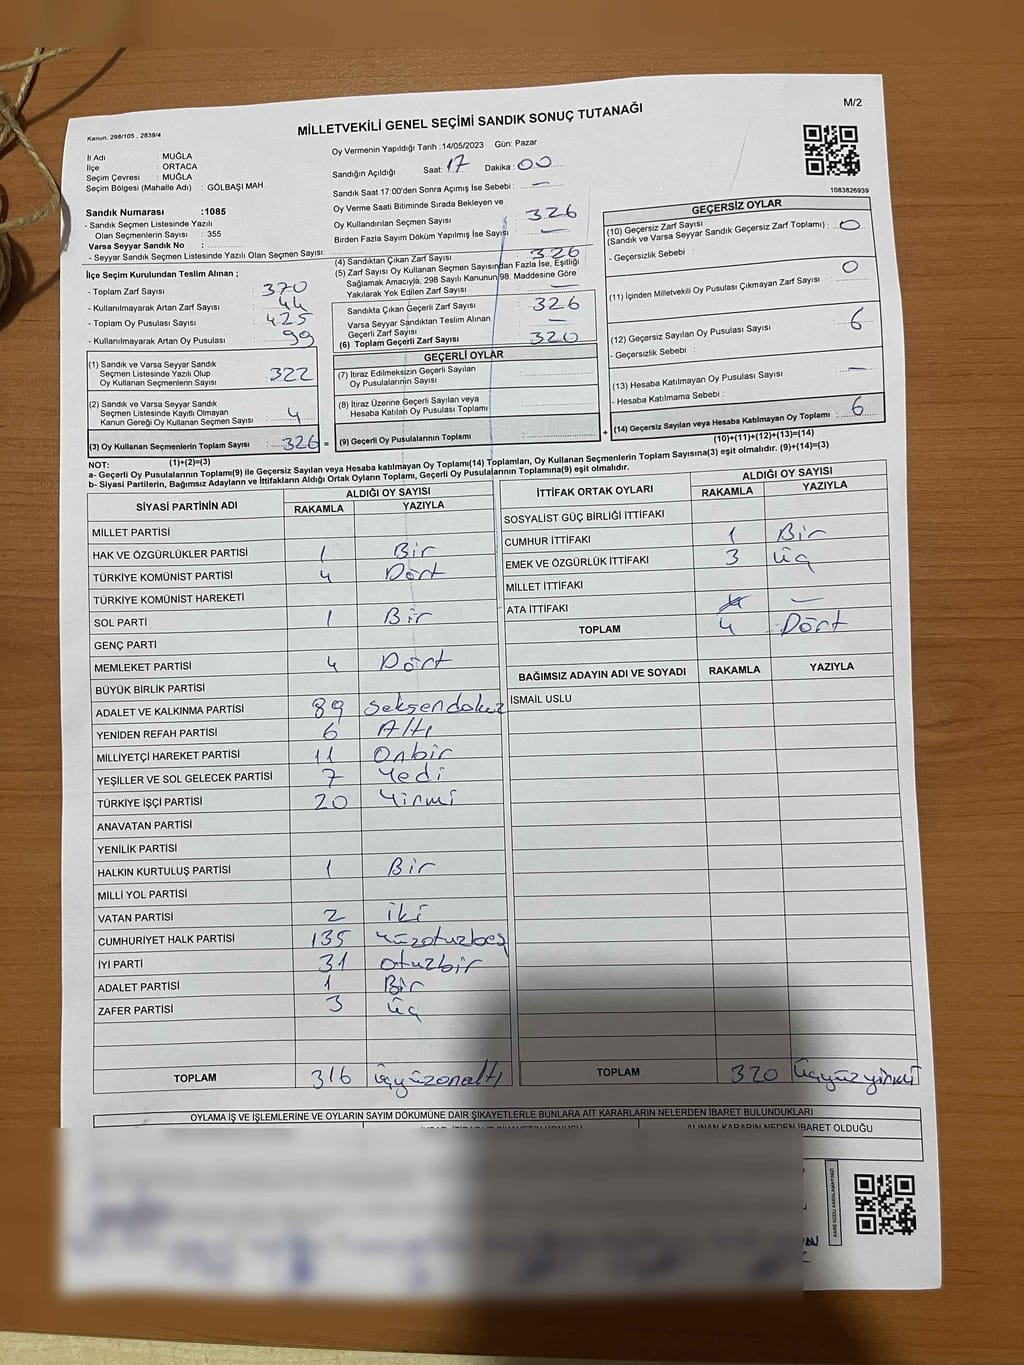 M/2
Kanun, 298/105 , 2839/4
MİLLETVEKİLİ GENEL SEÇİMİ SANDIK SONUÇ TUTANAĞI
İl Adı : MUĞLA
İlçe : ORTACA
Seçim Çevresi : MUĞLA
Seçim Bölgesi (Mahalle Adı) : GÖLBAŞI MAH.
Sandık Numarası :1085
- Sandık Seçmen Listesinde Yazılı
Olan Seçmenlerin Sayısı : 355
Varsa Seyyar Sandık No :
- Seyyar Sandık Seçmen Listesinde Yazılı Olan Seçmen Sayısı:
İlçe Seçim Kurulundan Teslim Alınan ;
- Toplam Zarf Sayısı : 370
- Kullanılmayarak Artan Zarf Sayısı : 44
- Toplam Oy Pusulası Sayısı : 425
- Kullanılmayarak Artan Oy Pusulası : 99
(1) Sandık ve Varsa Seyyar Sandık
Seçmen Listesinde Yazılı Olup
Oy Kullanan Seçmenlerin Sayısı : 322
(2) Sandık ve Varsa Seyyar Sandık
Seçmen Listesinde Kayıtlı Olmayan
Kanun Gereği Oy Kullanan Seçmen Sayısı : 4
(3) Oy Kullanan Seçmenlerin Toplam Sayısı : 326 =
(1)+(2)=(3)
Oy Vermenin Yapıldığı Tarih :14/05/2023 Gün: Pazar
Sandığın Açıldığı Saat: 17 Dakika : 00
Sandık Saat 17:00'den Sonra Açımış İse Sebebi : —
Oy Verme Saati Bitiminde Sırada Bekleyen ve
Oy Kullandırılan Seçmen Sayısı : 326
Birden Fazla Sayım Döküm Yapılmış İse Sayısı : —
(4) Sandıktan Çıkan Zarf Sayısı : 326
(5) Zarf Sayısı Oy Kullanan Seçmen Sayısından Fazla İse, Eşitliği
Sağlamak Amacıyla, 298 Sayılı Kanunun 98. Maddesine Göre
Yakılarak Yok Edilen Zarf Sayısı : —
Sandıkta Çıkan Geçerli Zarf Sayısı : 326
Varsa Seyyar Sandıktan Teslim Alınan
Geçerli Zarf Sayısı : —
(6) Toplam Geçerli Zarf Sayısı : 320
GEÇERLİ OYLAR
(7) İtiraz Edilmeksizin Geçerli Sayılan
Oy Pusulalarının Sayısı :
(8) İtiraz Üzerine Geçerli Sayılan veya
Hesaba Katılan Oy Pusulası Toplamı :
(9) Geçerli Oy Pusulalarının Toplamı : +
1083826939
GEÇERSİZ OYLAR
(10) Geçersiz Zarf Sayısı
(Sandık ve Varsa Seyyar Sandık Geçersiz Zarf Toplamı) : 0
- Geçersizlik Sebebi :
(11) İçinden Milletvekili Oy Pusulası Çıkmayan Zarf Sayısı : 0
(12) Geçersiz Sayılan Oy Pusulası Sayısı : 6
- Geçersizlik Sebebi :
(13) Hesaba Katılmayan Oy Pusulası Sayısı : —
- Hesaba Katılmama Sebebi :
(14) Geçersiz Sayılan veya Hesaba Katılmayan Oy Toplamı : 6
(10)+(11)+(12)+(13)=(14)
NOT:
a- Geçerli Oy Pusulalarının Toplamı(9) ile Geçersiz Sayılan veya Hesaba katılmayan Oy Toplamı(14) Toplamları, Oy Kullanan Seçmenlerin Toplam Sayısına(3) eşit olmalıdır. (9)+(14)=(3)
b- Siyasi Partilerin, Bağımsız Adayların ve İttifakların Aldığı Ortak Oyların Toplamı, Geçerli Oy Pusulalarının Toplamına(9) eşit olmalıdır.
SİYASİ PARTİNİN ADI ALDIĞI OY SAYISI
RAKAMLA YAZIYLA
MİLLET PARTİSİ
HAK VE ÖZGÜRLÜKLER PARTİSİ 1 Bir
TÜRKİYE KOMÜNİST PARTİSİ 4 Dört
TÜRKİYE KOMÜNİST HAREKETİ
SOL PARTİ 1 Bir
GENÇ PARTİ
MEMLEKET PARTİSİ 4 Dört
BÜYÜK BİRLİK PARTİSİ
ADALET VE KALKINMA PARTİSİ 89 Seksendokuz
YENİDEN REFAH PARTİSİ 6 Altı
MİLLİYETÇİ HAREKET PARTİSİ 11 Onbir
YEŞİLLER VE SOL GELECEK PARTİSİ 7 Yedi
TÜRKİYE İŞÇİ PARTİSİ 20 Yirmi
ANAVATAN PARTİSİ
YENİLİK PARTİSİ
HALKIN KURTULUŞ PARTİSİ 1 Bir
MİLLİ YOL PARTİSİ
VATAN PARTİSİ 2 İki
CUMHURİYET HALK PARTİSİ 135 Yüzotuzbeş
İYİ PARTİ 31 Otuzbir
ADALET PARTİSİ 1 Bir
ZAFER PARTİSİ 3 Üç
TOPLAM 316 Üçyüzonaltı
İTTİFAK ORTAK OYLARI ALDIĞI OY SAYISI
RAKAMLA YAZIYLA
SOSYALİST GÜÇ BİRLİĞİ İTTİFAKI
CUMHUR İTTİFAKI 1 Bir
EMEK VE ÖZGÜRLÜK İTTİFAKI 3 Üç
MİLLET İTTİFAKI
ATA İTTİFAKI —
TOPLAM 4 Dört
BAĞIMSIZ ADAYIN ADI VE SOYADI RAKAMLA YAZIYLA
İSMAİL USLU
TOPLAM 320 Üçyüzyirmi
OYLAMA İŞ VE İŞLEMLERİNE VE OYLARIN SAYIM DÖKÜMÜNE DAİR ŞİKAYETLERLE BUNLARA AİT KARARLARIN NELERDEN İBARET BULUNDUKLARI
ALINAN KARARIN NEDEN İBARET OLDUĞU